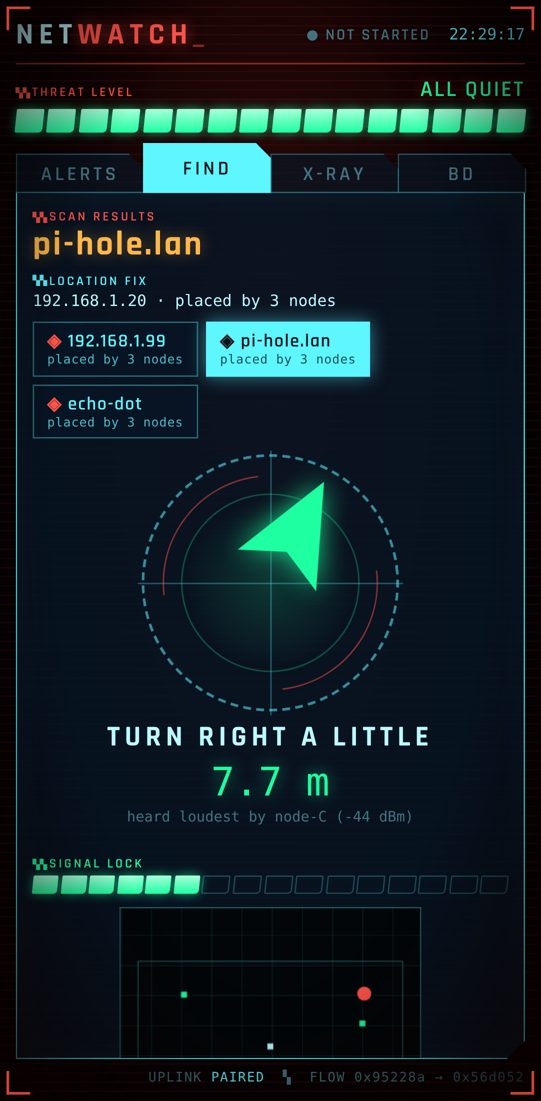 NETWATCH_
NOT STARTED 22:29:17
THREAT LEVEL
ALL QUIET
ALERTS FIND X-RAY BD
SCAN RESULTS
pi-hole.lan
LOCATION FIX
192.168.1.20 · placed by 3 nodes
192.168.1.99
placed by 3 nodes
pi-hole.lan
placed by 3 nodes
echo-dot
placed by 3 nodes
TURN RIGHT A LITTLE
7.7 m
heard loudest by node-C (-44 dBm)
SIGNAL LOCK
UPLINK PAIRED FLOW 0x95228a → 0x56d052